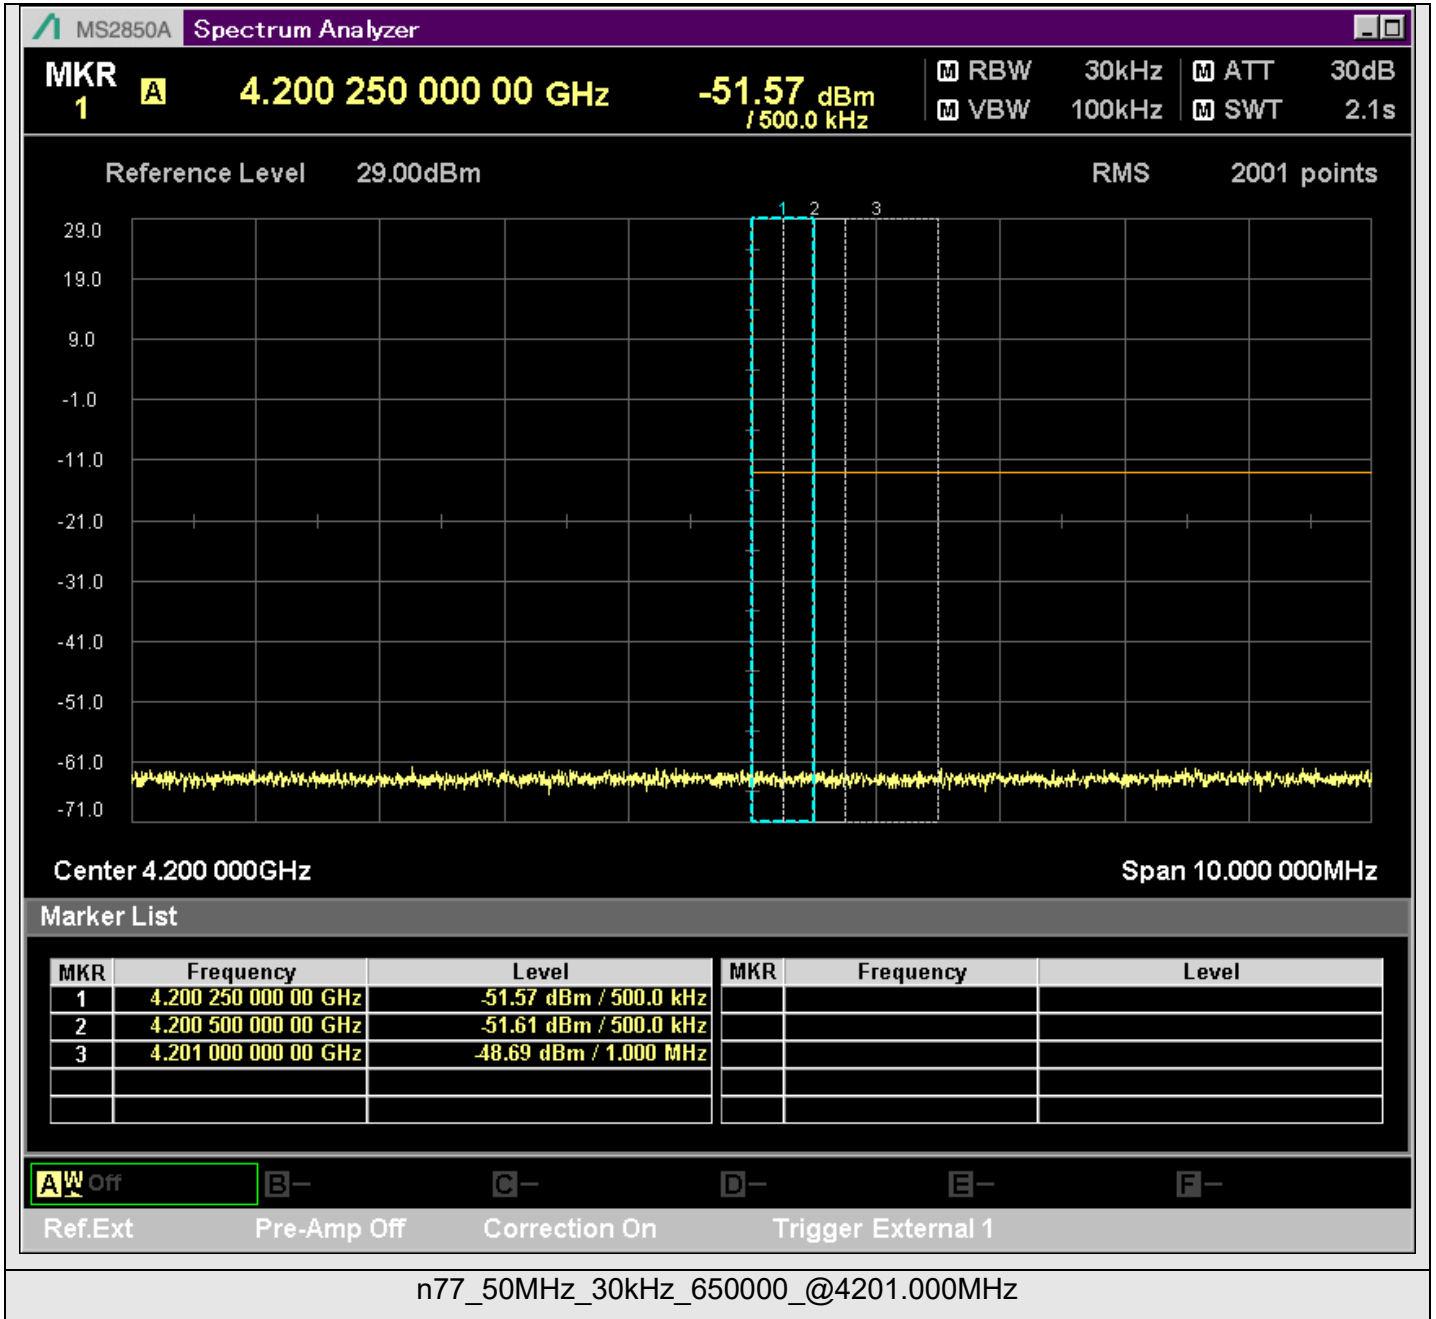 MS2850A Spectrum Analyzer
MKR 1 A 4.200 250 000 00 GHz -51.57 dBm / 500.0 kHz
M RBW 30kHz M ATT 30dB
M VBW 100kHz M SWT 2.1s
Reference Level 29.00dBm RMS 2001 points
1 2 3
29.0
19.0
9.0
-1.0
-11.0
-21.0
-31.0
-41.0
-51.0
-61.0
-71.0
Center 4.200 000GHz Span 10.000 000MHz
Marker List
MKR Frequency Level MKR Frequency Level
1 4.200 250 000 00 GHz -51.57 dBm / 500.0 kHz
2 4.200 500 000 00 GHz -51.61 dBm / 500.0 kHz
3 4.201 000 000 00 GHz -48.69 dBm / 1.000 MHz
A W Off B C D E F
Ref.Ext Pre-Amp Off Correction On Trigger External 1
n77_50MHz_30kHz_650000_@4201.000MHz